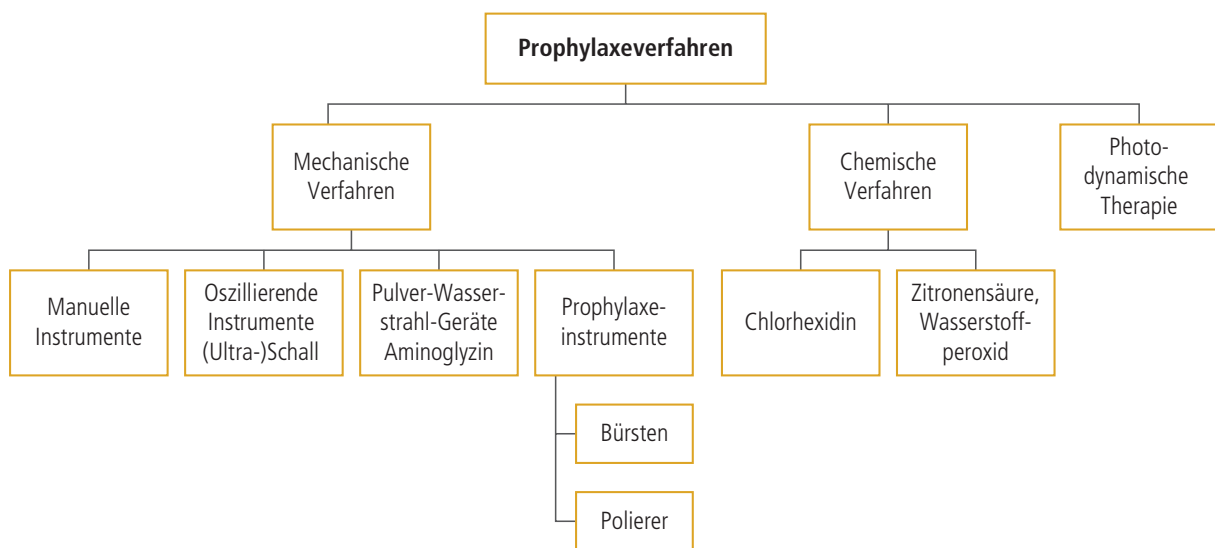 Prophylaxeverfahren
Mechanische
Verfahren
Chemische
Verfahren
Photo-
dynamische
Therapie
Manuelle
Instrumente
Oszillierende
Instrumente
(Ultra-)Schall
Pulver-Wasser-
strahl-Geräte
Aminoglyzin
Prophylaxe-
instrumente
Chlorhexidin
Zitronensäure,
Wasserstoff-
peroxid
Bürsten
Polierer